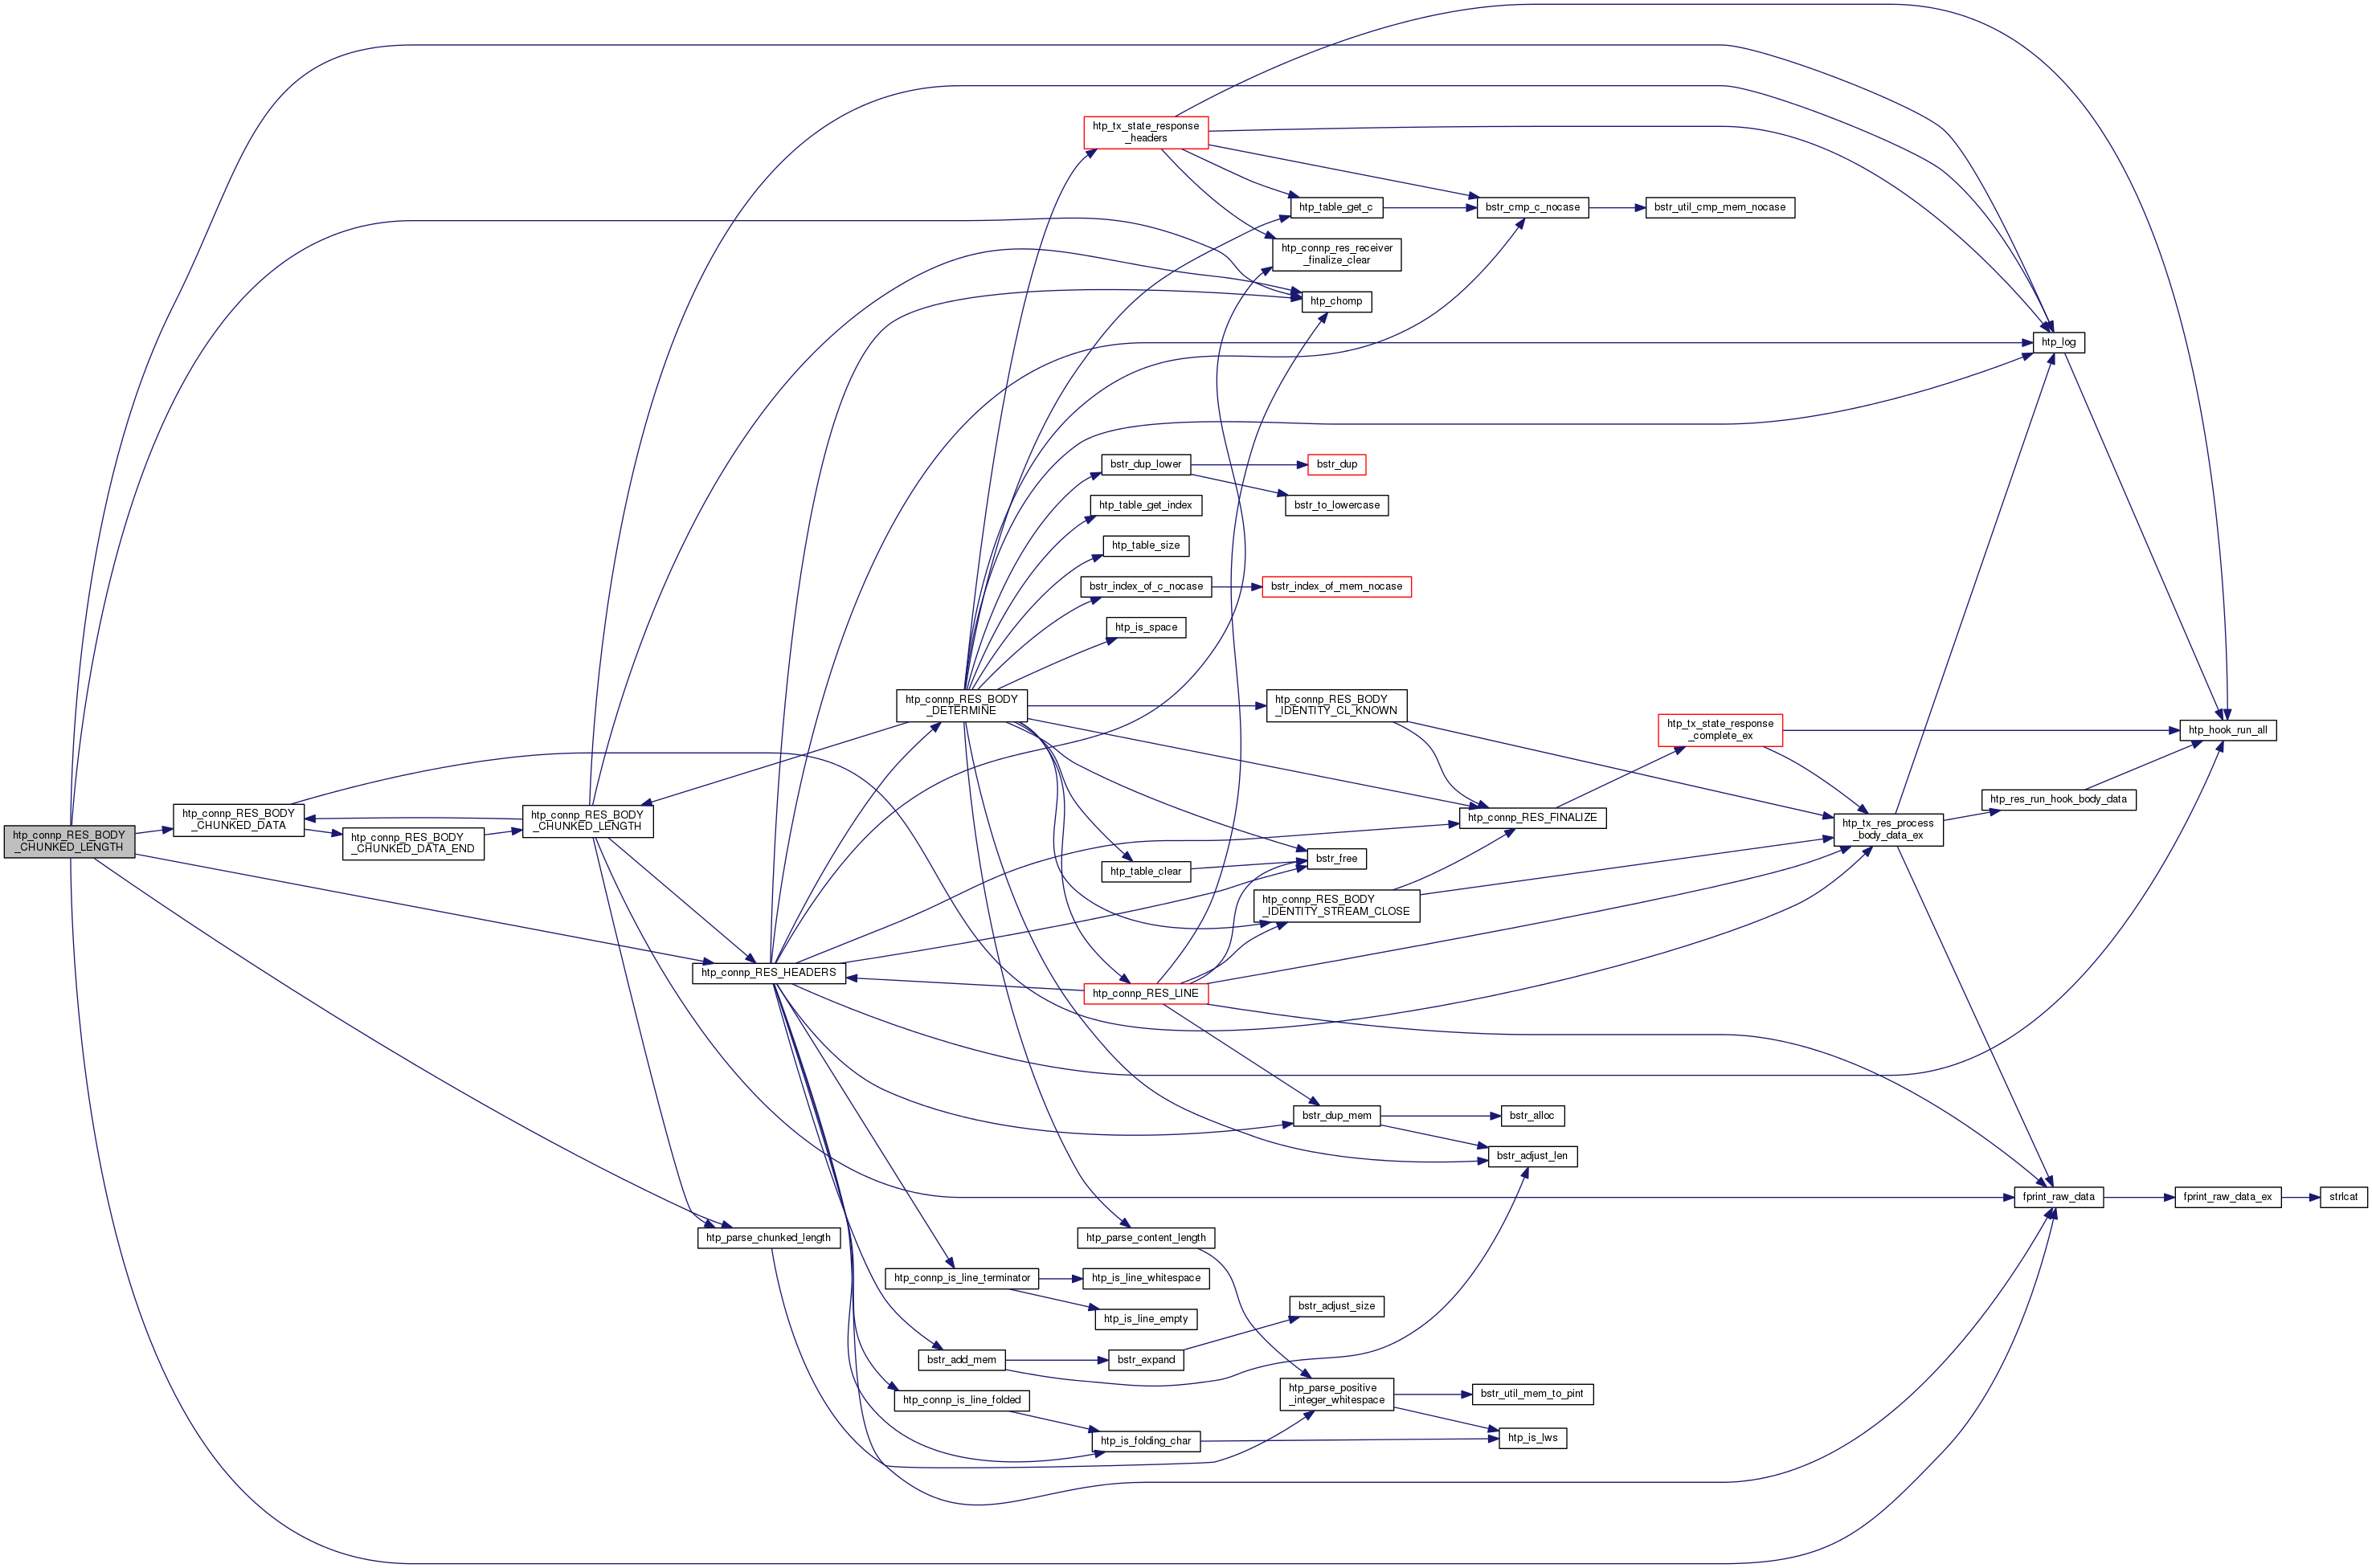 htp_tx_state_response
_headers
htp_table_get_c
bstr_cmp_c_nocase
bstr_util_cmp_mem_nocase
htp_connp_res_receiver
_finalize_clear
htp_chomp
htp_log
bstr_dup_lower
bstr_dup
htp_table_get_index
bstr_to_lowercase
htp_table_size
bstr_index_of_c_nocase
bstr_index_of_mem_nocase
htp_is_space
htp_connp_RES_BODY
_DETERMINE
htp_connp_RES_BODY
_IDENTITY_CL_KNOWN
htp_tx_state_response
_complete_ex
htp_hook_run_all
htp_res_run_hook_body_data
htp_connp_RES_BODY
_CHUNKED_LENGTH
htp_connp_RES_BODY
_CHUNKED_DATA
htp_connp_RES_BODY
_CHUNKED_DATA_END
htp_connp_RES_BODY
_CHUNKED_LENGTH
htp_connp_RES_FINALIZE
htp_tx_res_process
_body_data_ex
bstr_free
htp_table_clear
htp_connp_RES_BODY
_IDENTITY_STREAM_CLOSE
htp_connp_RES_HEADERS
htp_connp_RES_LINE
bstr_dup_mem
bstr_alloc
bstr_adjust_len
fprint_raw_data
fprint_raw_data_ex
strlcat
htp_parse_chunked_length
htp_parse_content_length
htp_connp_is_line_terminator
htp_is_line_whitespace
htp_is_line_empty
bstr_adjust_size
bstr_add_mem
bstr_expand
htp_connp_is_line_folded
htp_parse_positive
_integer_whitespace
bstr_util_mem_to_pint
htp_is_folding_char
htp_is_lws